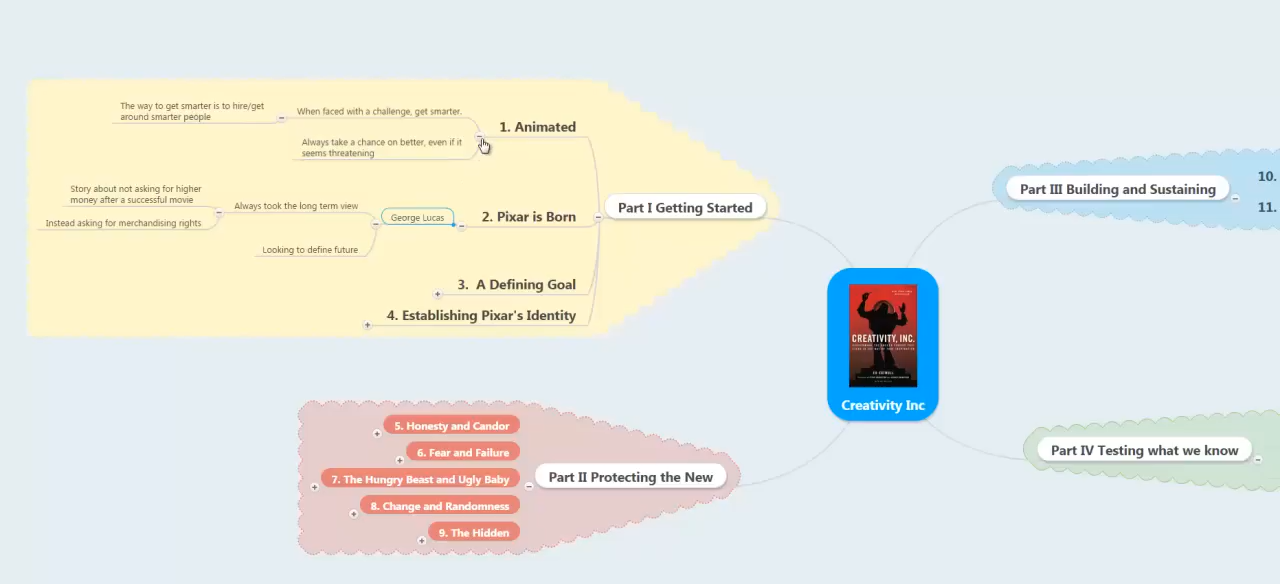 The way to get smarter is to hire/get
around smarter people
When faced with a challenge, get smarter.
Always take a chance on better, even if it
seems threatening
1. Animated
Story about not asking for higher
money after a successful movie
Instead asking for merchandising rights
Always took the long term view
Looking to define future
George Lucas
2. Pixar is Born
3. A Defining Goal
4. Establishing Pixar's Identity
Part I Getting Started
5. Honesty and Candor
6. Fear and Failure
7. The Hungry Beast and Ugly Baby
8. Change and Randomness
9. The Hidden
Part II Protecting the New
CREATIVITY, INC.
Creativity Inc
Part III Building and Sustaining
10.
11.
Part IV Testing what we know